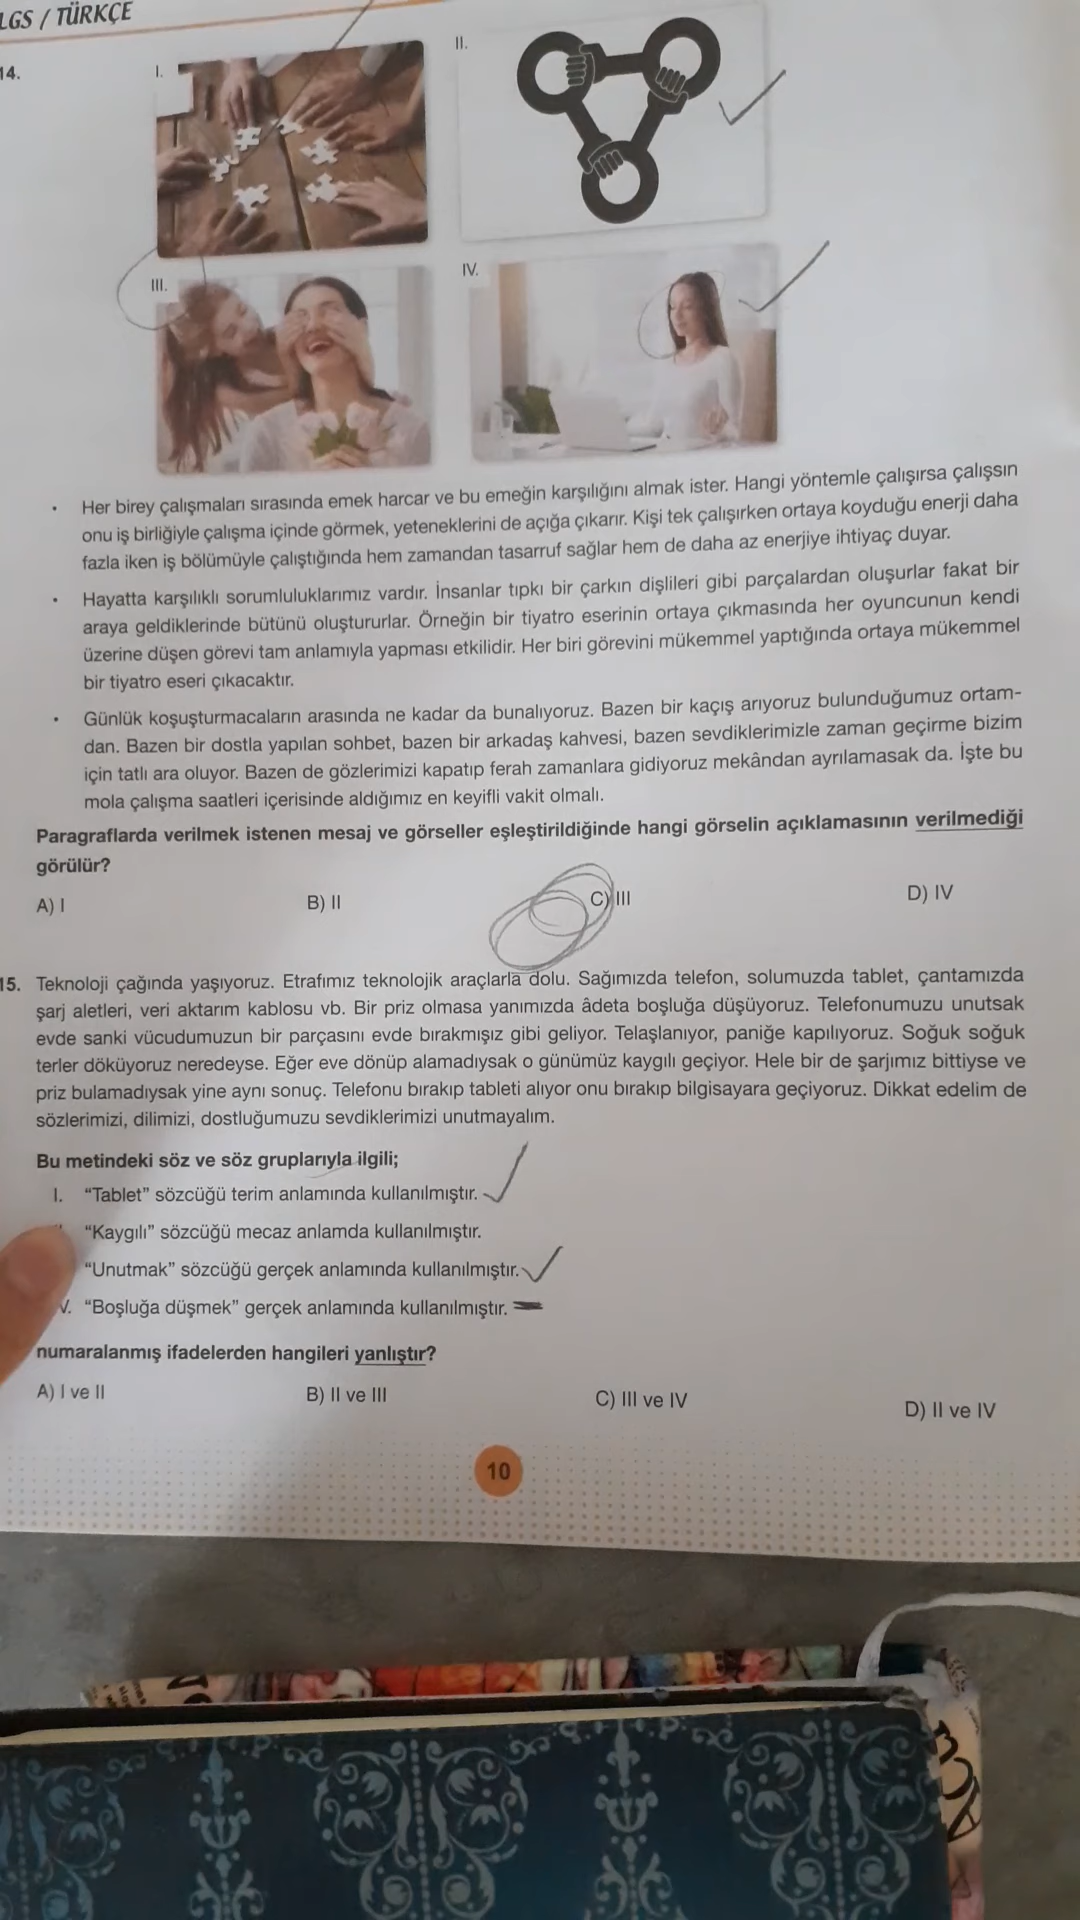 LGS / TÜRKÇE
14.
I.
II.
III.
IV.
• Her birey çalışmaları sırasında emek harcar ve bu emeğin karşılığını almak ister. Hangi yöntemle çalışırsa çalışsın
onu iş birliğiyle çalışma içinde görmek, yeteneklerini de açığa çıkarır. Kişi tek çalışırken ortaya koyduğu enerji daha
fazla iken iş bölümüyle çalıştığında hem zamandan tasarruf sağlar hem de daha az enerjiye ihtiyaç duyar.
• Hayatta karşılıklı sorumluluklarımız vardır. İnsanlar tıpkı bir çarkın dişlileri gibi parçalardan oluşurlar fakat bir
araya geldiklerinde bütünü oluştururlar. Örneğin bir tiyatro eserinin ortaya çıkmasında her oyuncunun kendi
üzerine düşen görevi tam anlamıyla yapması etkilidir. Her biri görevini mükemmel yaptığında ortaya mükemmel
bir tiyatro eseri çıkacaktır.
• Günlük koşuşturmacaların arasında ne kadar da bunalıyoruz. Bazen bir kaçış arıyoruz bulunduğumuz ortam-
dan. Bazen bir dostla yapılan sohbet, bazen bir arkadaş kahvesi, bazen sevdiklerimizle zaman geçirme bizim
için tatlı ara oluyor. Bazen de gözlerimizi kapatıp ferah zamanlara gidiyoruz mekândan ayrılamasak da. İşte bu
mola çalışma saatleri içerisinde aldığımız en keyifli vakit olmalı.
Paragraflarda verilmek istenen mesaj ve görseller eşleştirildiğinde hangi görselin açıklamasının verilmediği
görülür?
A) I B) II C) III D) IV
15. Teknoloji çağında yaşıyoruz. Etrafımız teknolojik araçlarla dolu. Sağımızda telefon, solumuzda tablet, çantamızda
şarj aletleri, veri aktarım kablosu vb. Bir priz olmasa yanımızda âdeta boşluğa düşüyoruz. Telefonumuzu unutsak
evde sanki vücudumuzun bir parçasını evde bırakmışız gibi geliyor. Telaşlanıyor, paniğe kapılıyoruz. Soğuk soğuk
terler döküyoruz neredeyse. Eğer eve dönüp alamadıysak o günümüz kaygılı geçiyor. Hele bir de şarjımız bittiyse ve
priz bulamadıysak yine aynı sonuç. Telefonu bırakıp tableti alıyor onu bırakıp bilgisayara geçiyoruz. Dikkat edelim de
sözlerimizi, dilimizi, dostluğumuzu sevdiklerimizi unutmayalım.
Bu metindeki söz ve söz gruplarıyla ilgili;
I. “Tablet” sözcüğü terim anlamında kullanılmıştır.
“Kaygılı” sözcüğü mecaz anlamda kullanılmıştır.
“Unutmak” sözcüğü gerçek anlamında kullanılmıştır.
V. “Boşluğa düşmek” gerçek anlamında kullanılmıştır.
numaralanmış ifadelerden hangileri yanlıştır?
A) I ve II B) II ve III C) III ve IV D) II ve IV
10